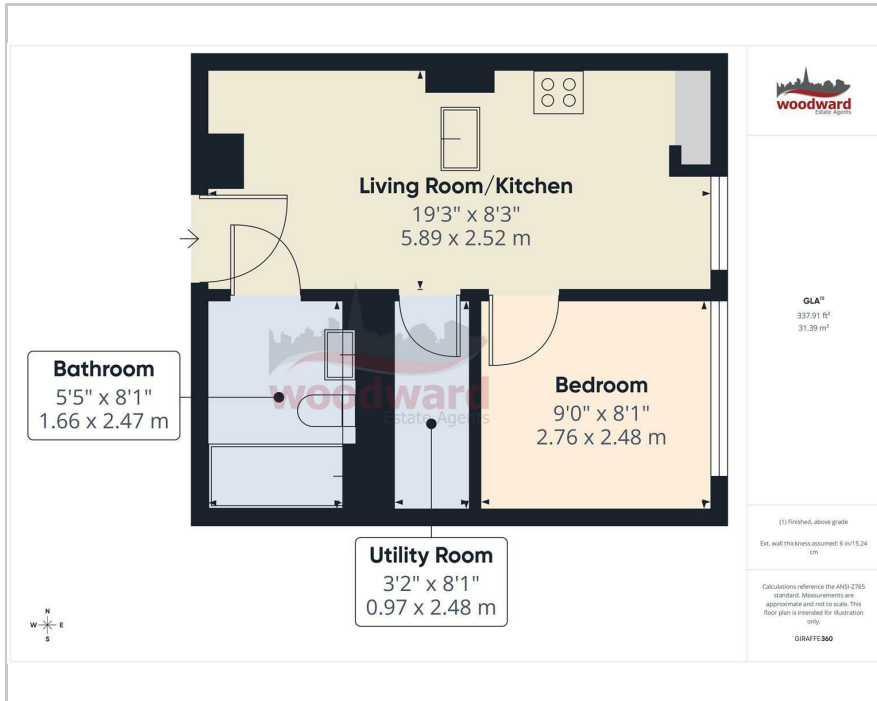 Living Room/Kitchen
19'3" x 8'3"
5.89 x 2.52 m
Bathroom
5'5" x 8'1"
1.66 x 2.47 m
Bedroom
9'0" x 8'1"
2.76 x 2.48 m
Utility Room
3'2" x 8'1"
0.97 x 2.48 m
woodward
Estate Agents
N
W E
S
woodward
Estate Agents
GLA⁽¹⁾
337.91 ft²
31.39 m²
(1) Finished, above grade
Ext. wall thickness assumed: 6 in/15.24
cm
Calculations reference the ANSI-Z765
standard. Measurements are
approximate and not to scale. This
floor plan is intended for illustration
only.
GIRAFFE360